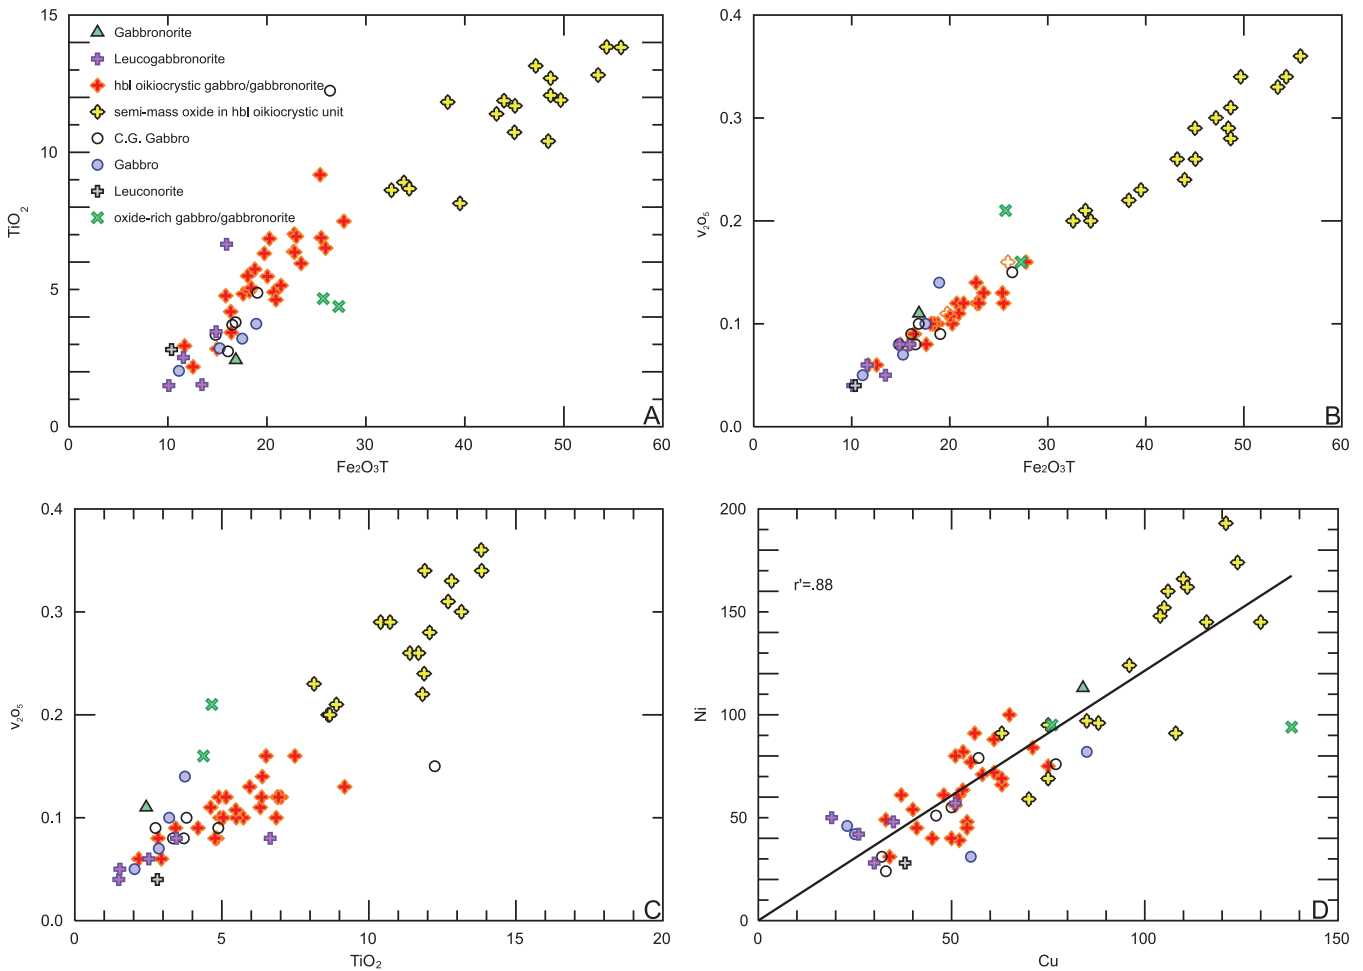 15
10
5
0
TiO2
0 10 20 30 40 50 60
Fe2O3T
A
Gabbronorite
Leucogabbronorite
hbl oikiocrystic gabbro/gabbronorite
semi-mass oxide in hbl oikiocrystic unit
C.G. Gabbro
Gabbro
Leuconorite
oxide-rich gabbro/gabbronorite
0.4
0.3
0.2
0.1
0.0
v2o5
0 10 20 30 40 50 60
Fe2O3T
B
0.4
0.3
0.2
0.1
0.0
v2o5
0 5 10 15 20
TiO2
C
200
150
100
50
0
Ni
r'=.88
0 50 100 150
Cu
D